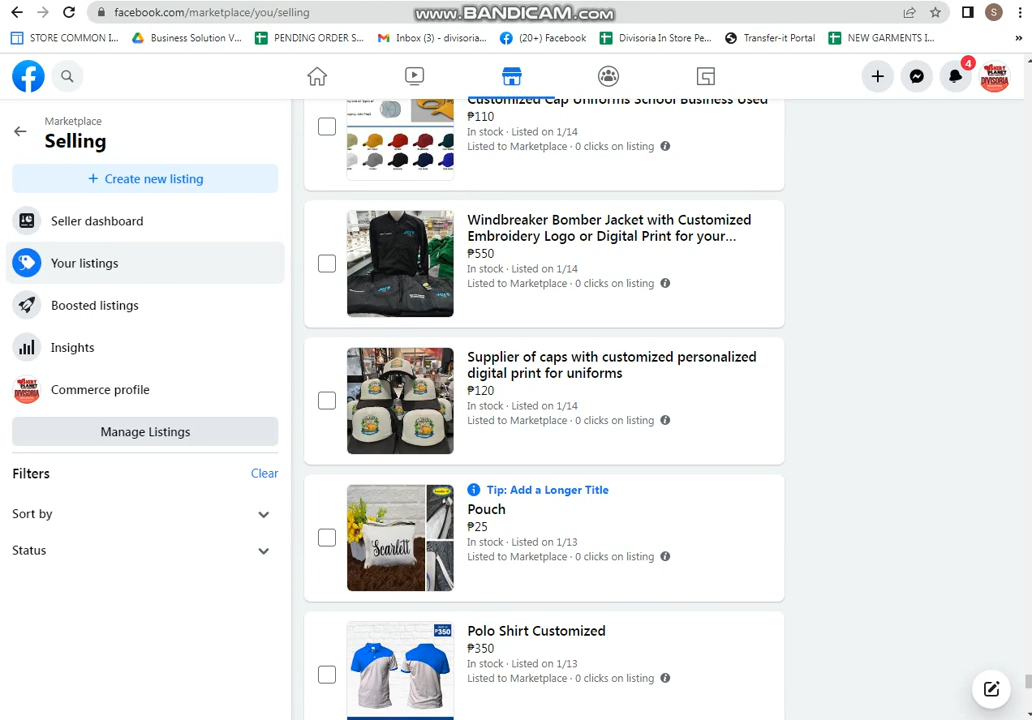 facebook.com/marketplace/you/selling
www.BANDICAM.com
S
STORE COMMON I...
Business Solution V...
PENDING ORDER S...
Inbox (3) - divisoria...
(20+) Facebook
Divisoria In Store Pe...
Transfer-it Portal
NEW GARMENTS I...
»
4
DIVISORIA
Marketplace
Selling
+ Create new listing
Seller dashboard
Your listings
Boosted listings
Insights
Commerce profile
Manage Listings
Filters
Clear
Sort by
Status
Customized Cap Uniforms School Business Used
₱110
In stock · Listed on 1/14
Listed to Marketplace · 0 clicks on listing
Windbreaker Bomber Jacket with Customized
Embroidery Logo or Digital Print for your...
₱550
In stock · Listed on 1/14
Listed to Marketplace · 0 clicks on listing
Supplier of caps with customized personalized
digital print for uniforms
₱120
In stock · Listed on 1/14
Listed to Marketplace · 0 clicks on listing
Scarlett
Tip: Add a Longer Title
Pouch
₱25
In stock · Listed on 1/13
Listed to Marketplace · 0 clicks on listing
₱350
Polo Shirt Customized
₱350
In stock · Listed on 1/13
Listed to Marketplace · 0 clicks on listing